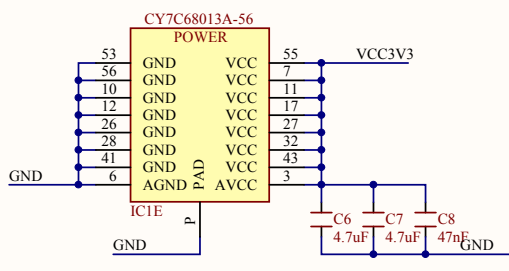 CY7C68013A-56
POWER
53 GND VCC 55 VCC3V3
56 GND VCC 7
10 GND VCC 11
12 GND VCC 17
26 GND VCC 27
28 GND VCC 32
41 GND VCC 43
GND 6 AGND PAD AVCC 3
IC1E
P
GND
C6 C7 C8
4.7uF 4.7uF 47nF GND